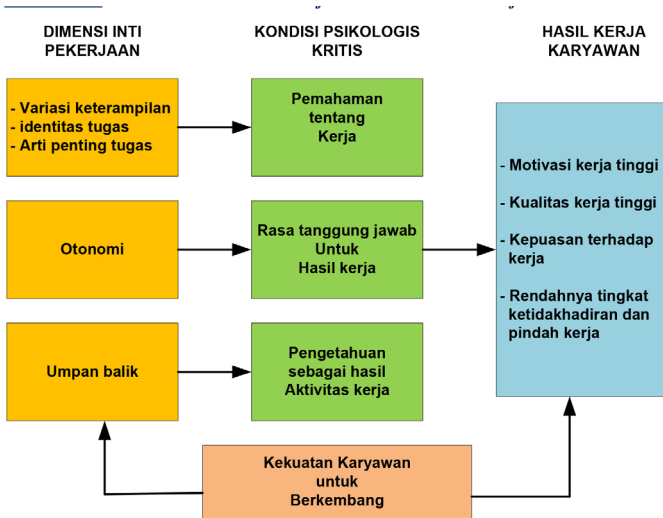 DIMENSI INTI
PEKERJAAN
KONDISI PSIKOLOGIS
KRITIS
HASIL KERJA
KARYAWAN
- Variasi keterampilan
- identitas tugas
- Arti penting tugas
Pemahaman
tentang
Kerja
Otonomi
Rasa tanggung jawab
Untuk
Hasil kerja
Umpan balik
Pengetahuan
sebagai hasil
Aktivitas kerja
- Motivasi kerja tinggi
- Kualitas kerja tinggi
- Kepuasan terhadap
kerja
- Rendahnya tingkat
ketidakhadiran dan
pindah kerja
Kekuatan Karyawan
untuk
Berkembang